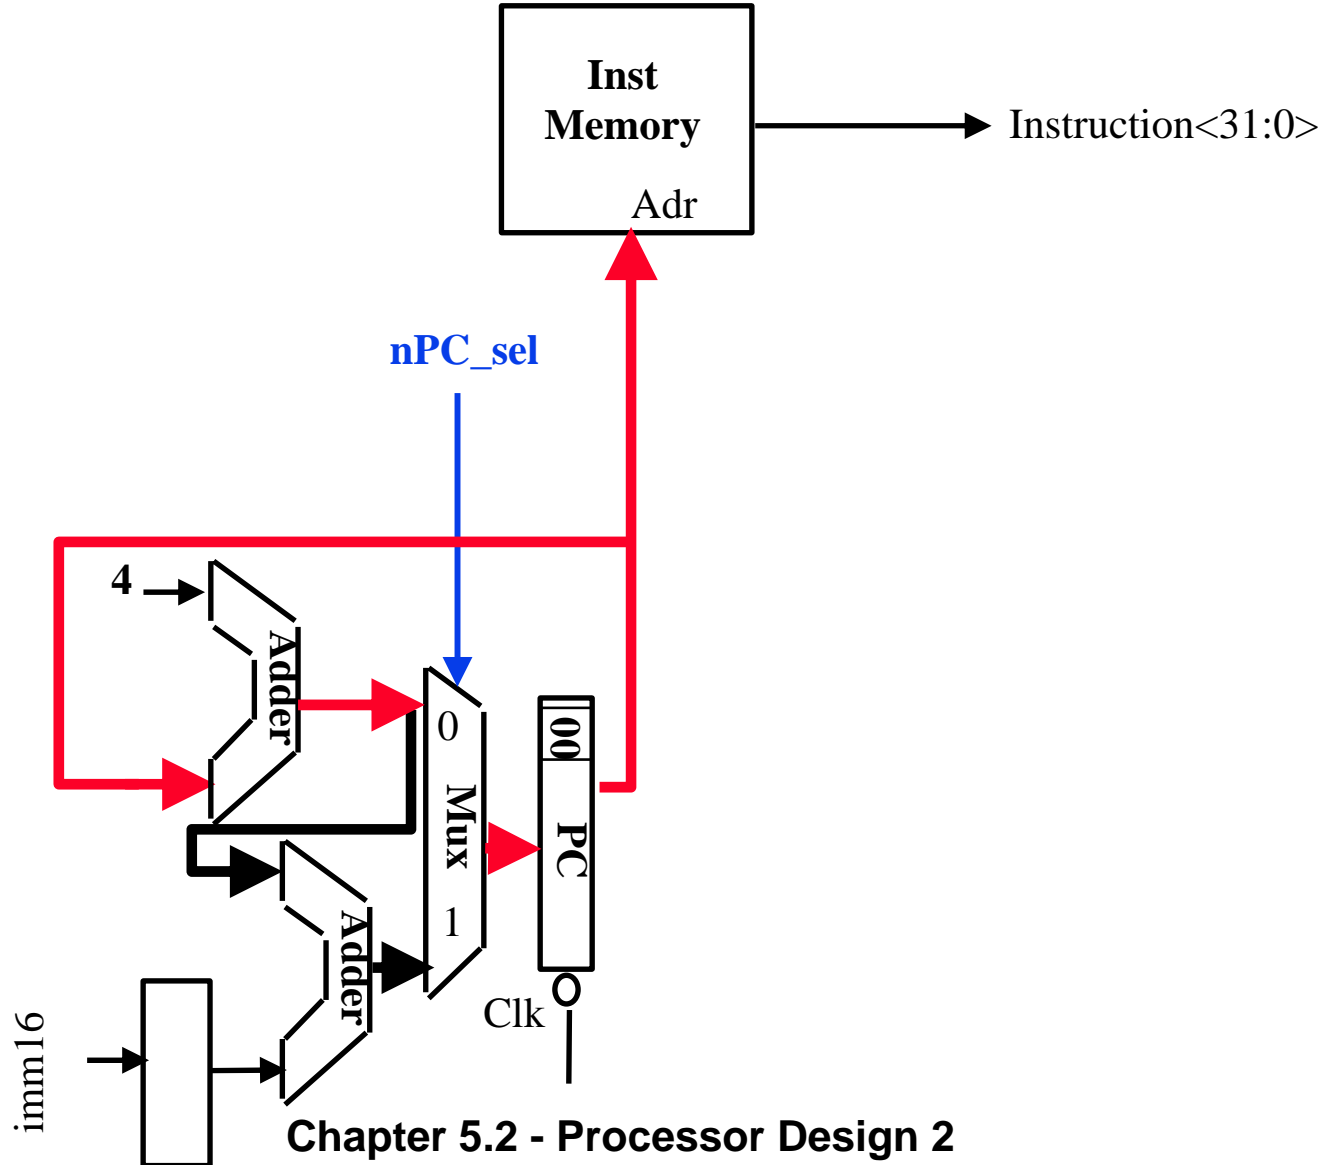 Inst
Memory
Instruction<31:0>
Adr
nPC_sel
4
Adder
0
00
Mux
PC
1
Adder
Clk
imm16
Chapter 5.2 - Processor Design 2